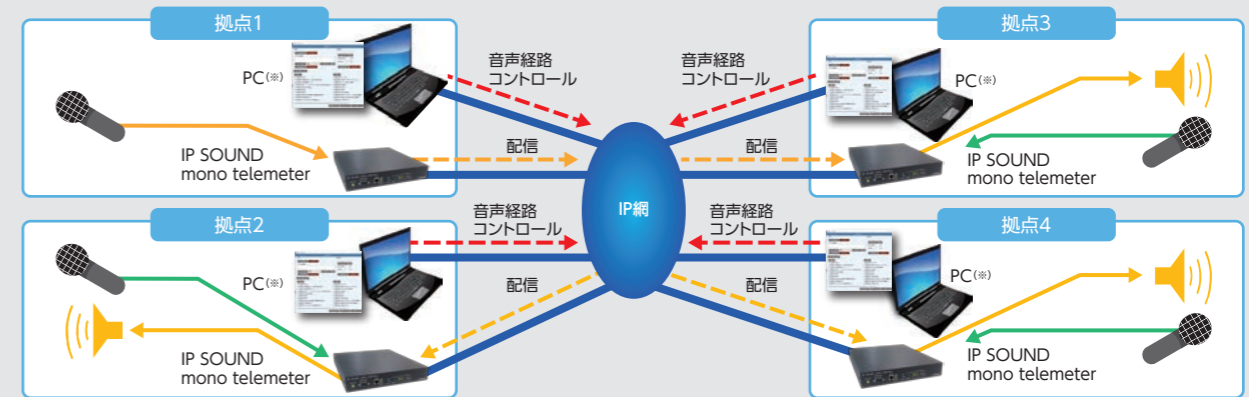 拠点1
PC(※)
IP SOUND
mono telemeter
音声経路
コントロール
配信
拠点3
音声経路
コントロール
配信
PC(※)
IP SOUND
mono telemeter
IP網
拠点2
PC(※)
IP SOUND
mono telemeter
音声経路
コントロール
配信
拠点4
音声経路
コントロール
配信
PC(※)
IP SOUND
mono telemeter